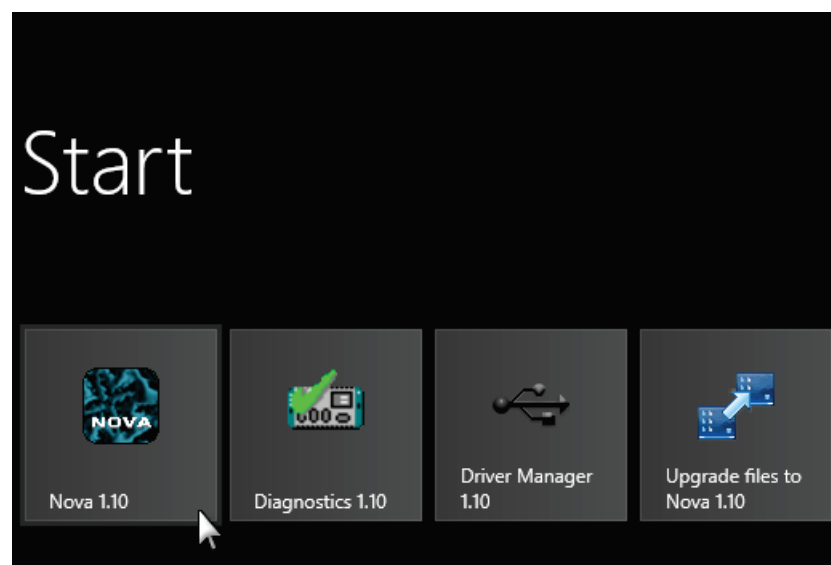 Start
NOVA
Nova 1.10
Diagnostics 1.10
Driver Manager
1.10
Upgrade files to
Nova 1.10